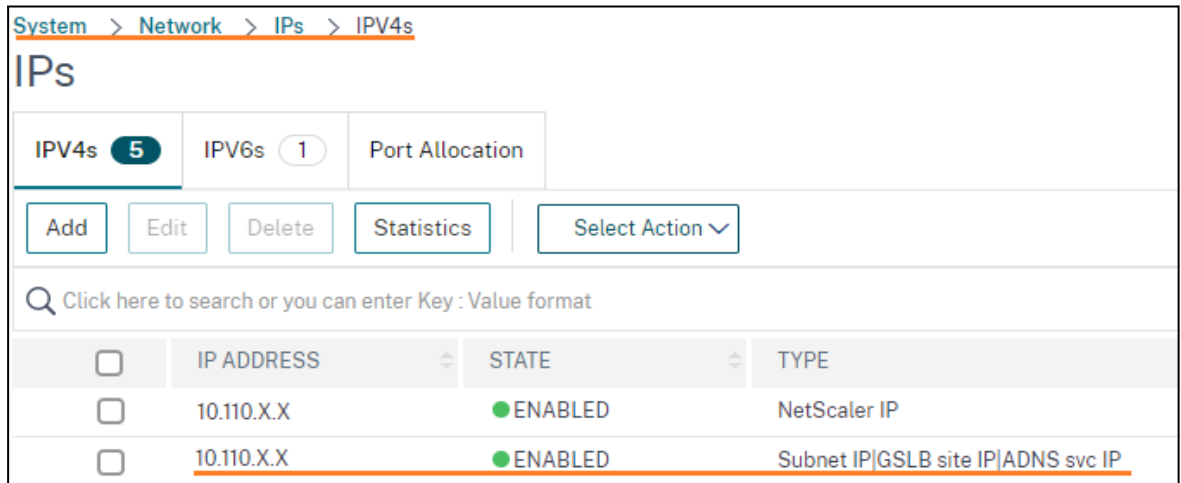 System > Network > IPs > IPV4s
IPs
IPV4s 5 IPV6s 1 Port Allocation
Add Edit Delete Statistics Select Action
Click here to search or you can enter Key : Value format
IP ADDRESS STATE TYPE
10.110.X.X ENABLED NetScaler IP
10.110.X.X ENABLED Subnet IP|GSLB site IP|ADNS svc IP